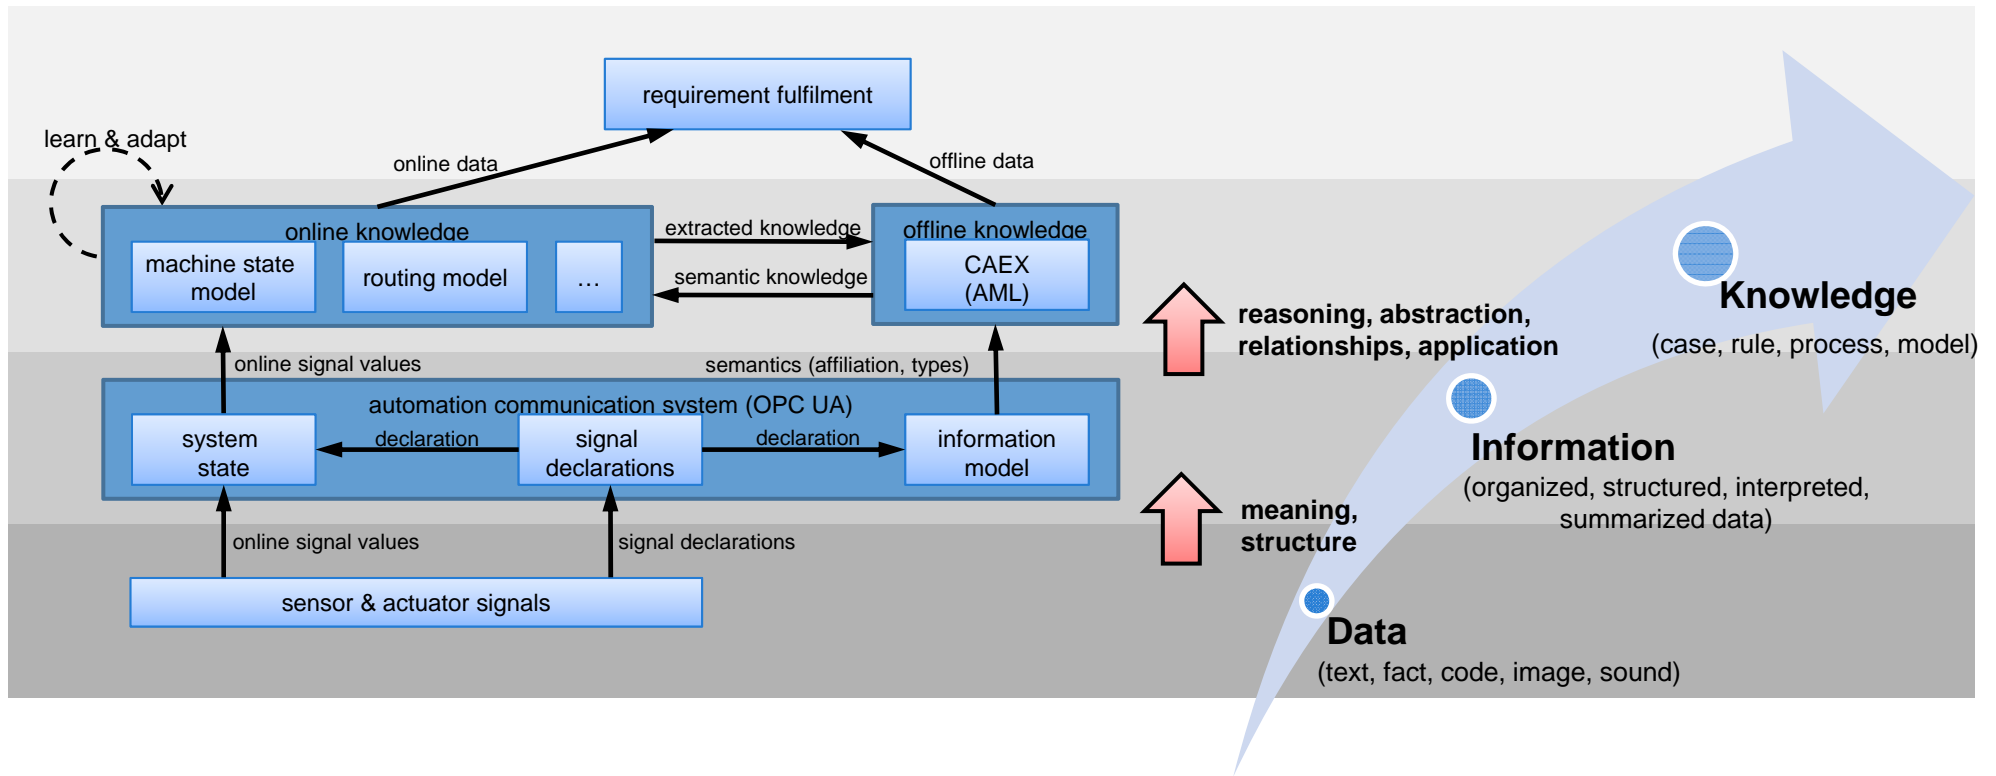 requirement fulfilment
learn & adapt
online data
offline data
online knowledge
machine state
model
routing model
...
extracted knowledge
semantic knowledge
offline knowledge
CAEX
(AML)
reasoning, abstraction,
relationships, application
Knowledge
(case, rule, process, model)
online signal values
semantics (affiliation, types)
automation communication system (OPC UA)
system
state
declaration
signal
declarations
declaration
information
model
Information
(organized, structured, interpreted,
summarized data)
meaning,
structure
online signal values
signal declarations
sensor & actuator signals
Data
(text, fact, code, image, sound)